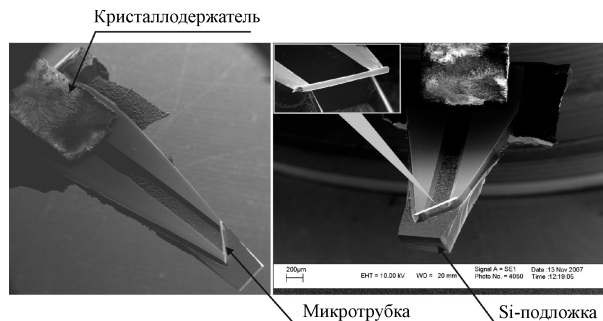 Кристаллодержатель
200µm
EHT = 10.00 kV
WD = 20 mm
Signal A = SE1
Photo No. = 4050
Date :13 Nov 2007
Time :12:19:05
Микротрубка
Si-подложка